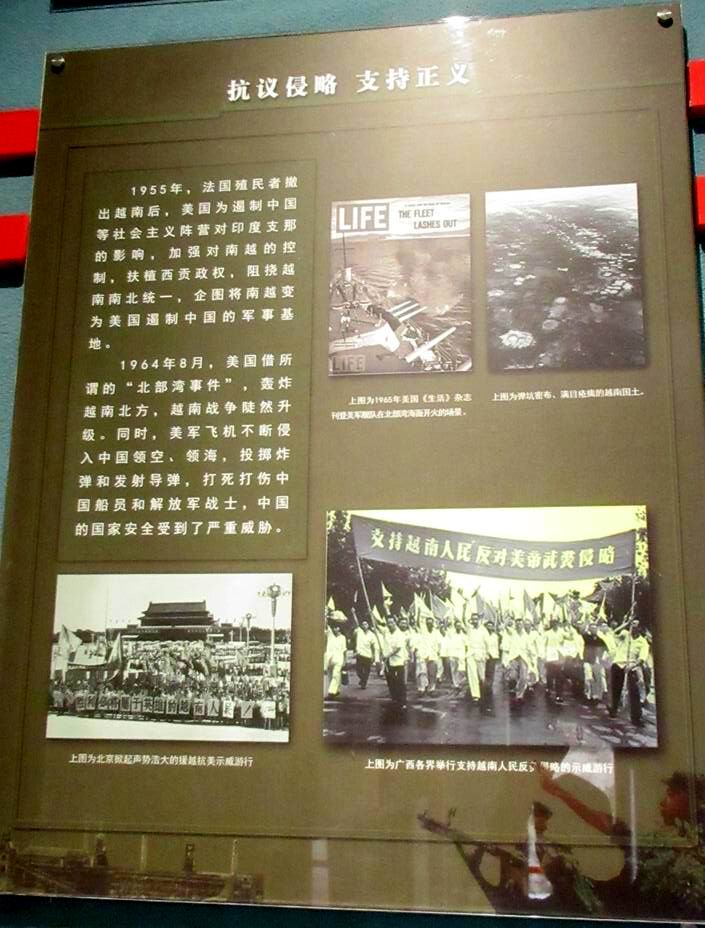 抗议侵略 支持正义
1955年，法国殖民者撤
出越南后，美国为遏制中国
等社会主义阵营对印度支那
的影响，加强对南越的控
制，扶植西贡政权，阻挠越
南南北统一，企图将南越变
为美国遏制中国的军事基
地。
1964年8月，美国借所
谓的“北部湾事件”，轰炸
越南北方，越南战争陡然升
级。同时，美军飞机不断侵
入中国领空、领海，投掷炸
弹和发射导弹，打死打伤中
国船员和解放军战士，中国
的国家安全受到了严重威胁。
LIFE
THE FLEET
LASHES OUT
LIFE
上图为1965年美国《生活》杂志
刊登美军舰队在北部湾海面开火的场景。
上图为弹坑密布、满目疮痍的越南国土。
支持越南人民反对美帝武装侵略
于英雄的越南人民
上图为北京掀起声势浩大的援越抗美示威游行
上图为广西各界举行支持越南人民反美侵略的示威游行